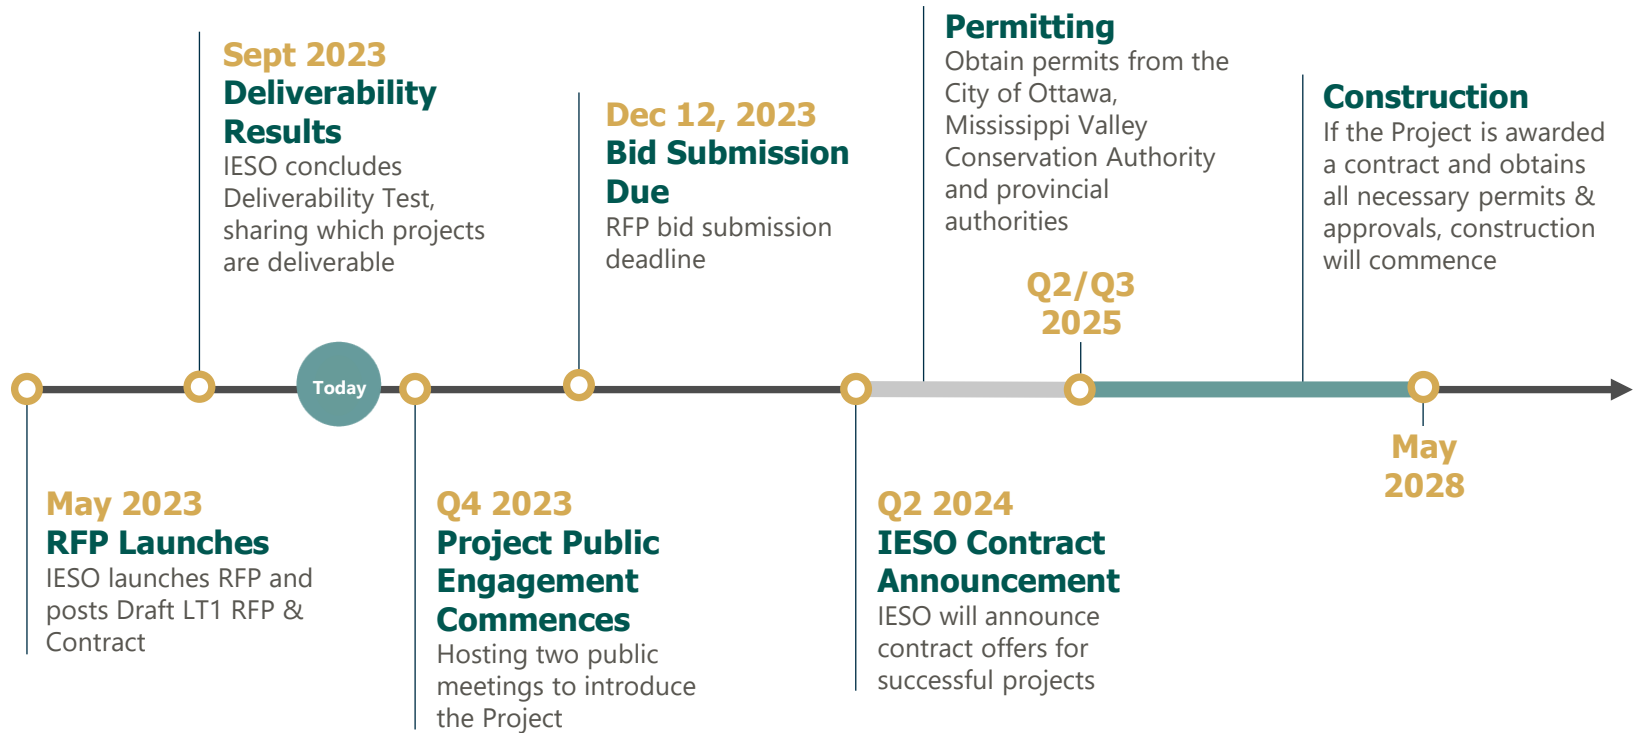 Sept 2023
Deliverability
Results
IESO concludes
Deliverability Test,
sharing which projects
are deliverable
Dec 12, 2023
Bid Submission
Due
RFP bid submission
deadline
Permitting
Obtain permits from the
City of Ottawa,
Mississippi Valley
Conservation Authority
and provincial
authorities
Q2/Q3
2025
Construction
If the Project is awarded
a contract and obtains
all necessary permits &
approvals, construction
will commence
Today
May 2023
RFP Launches
IESO launches RFP and
posts Draft LT1 RFP &
Contract
Q4 2023
Project Public
Engagement
Commences
Hosting two public
meetings to introduce
the Project
Q2 2024
IESO Contract
Announcement
IESO will announce
contract offers for
successful projects
May
2028